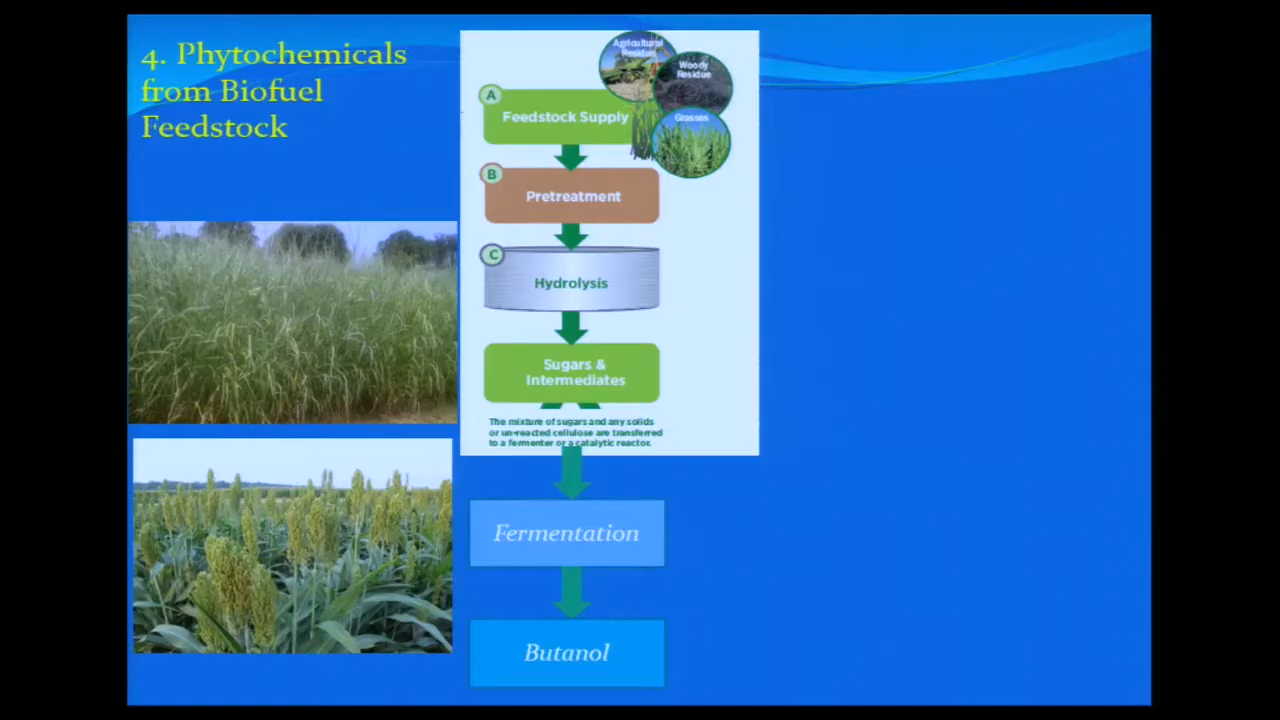 4. Phytochemicals
from Biofuel
Feedstock
Agricultural
Residue
Woody
Residue
Grasses
A
Feedstock Supply
B
Pretreatment
C
Hydrolysis
Sugars &
Intermediates
The mixture of sugars and any solids
or un-reacted cellulose are transferred
to a fermenter or a catalytic reactor.
Fermentation
Butanol